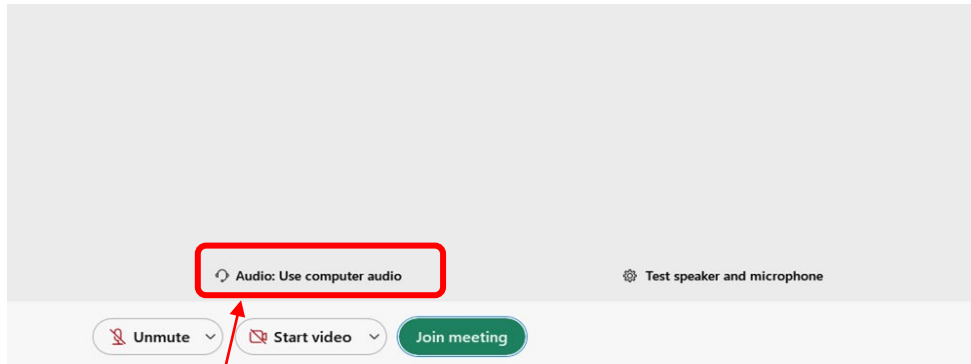 Audio: Use computer audio
Test speaker and microphone
Unmute
Start video
Join meeting